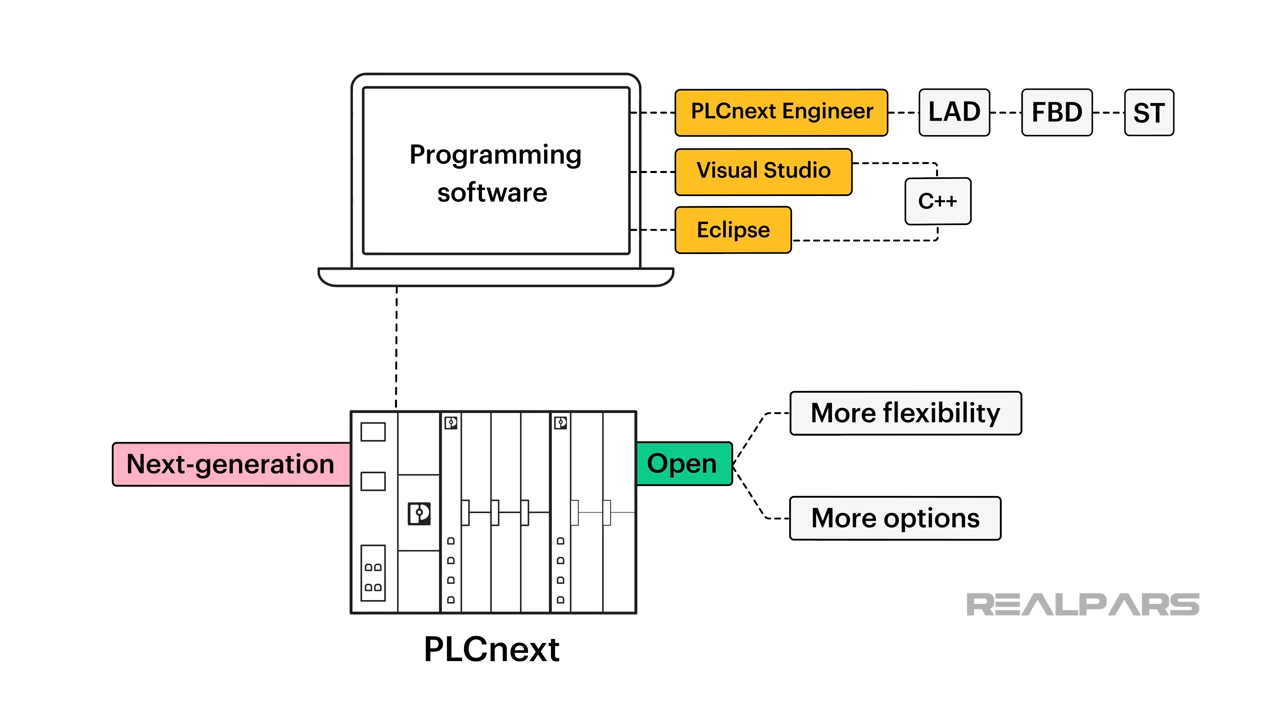 Programming
software
PLCnext Engineer
LAD
FBD
ST
Visual Studio
C++
Eclipse
Next-generation
Open
More flexibility
More options
PLCnext
REALPARS